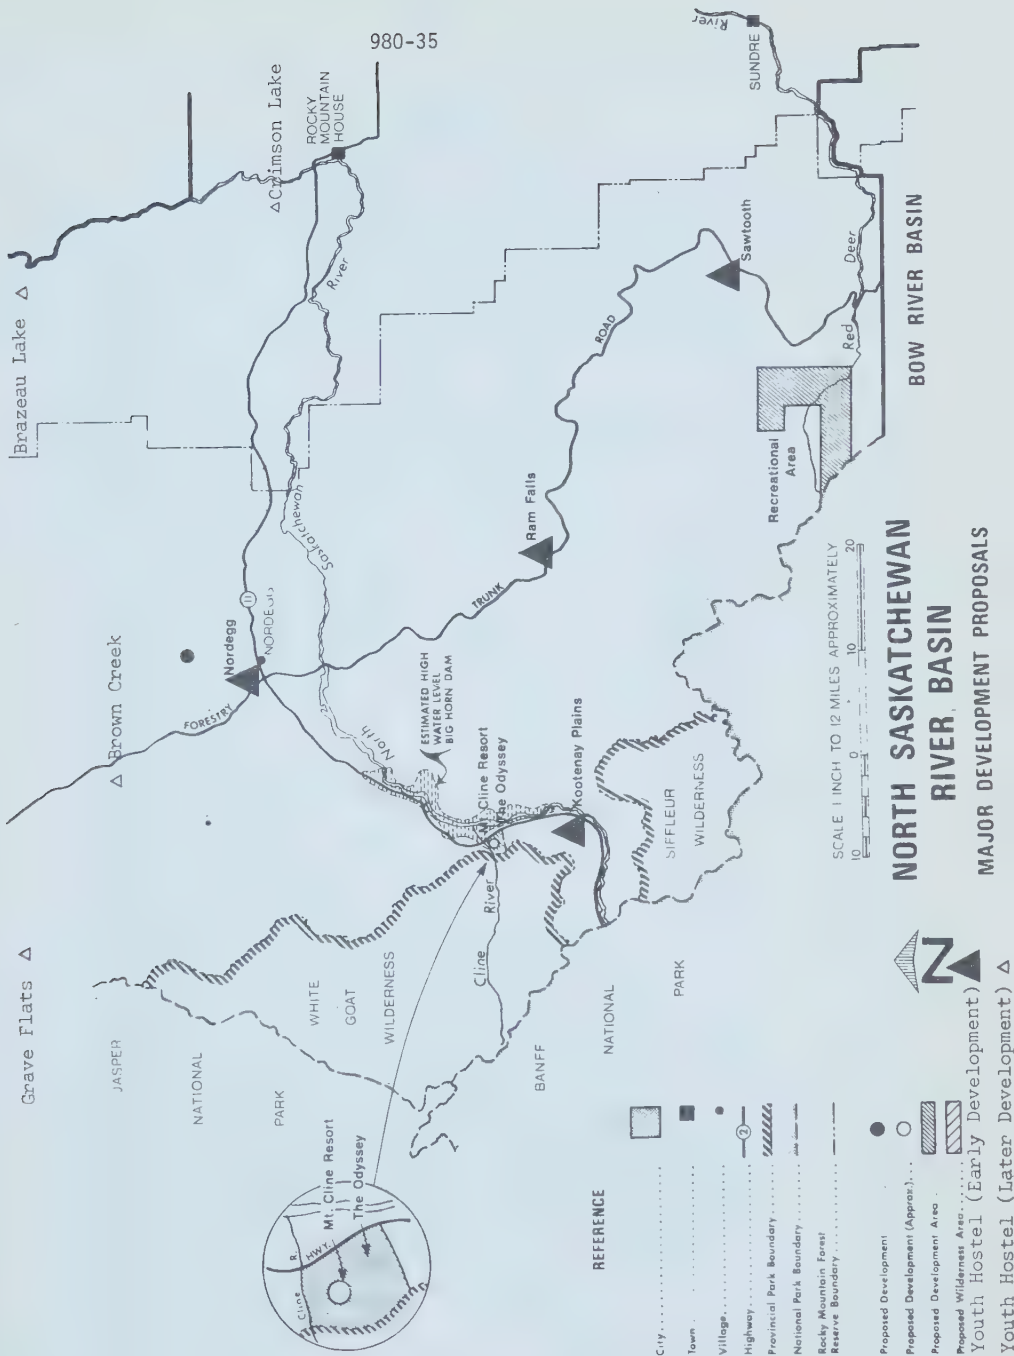 980-35
Grave Flats
Brown Creek
Brazeau Lake
Crimson Lake
ROCKY
MOUNTAIN
HOUSE
River
SUNDRE
River
JASPER
NATIONAL
PARK
WHITE
GOAT
WILDERNESS
FORESTRY
Nordegg
NORDEGG
11
Saskatchewan
North
ESTIMATED HIGH
WATER LEVEL
BIG HORN DAM
Mt. Cline Resort
The Odyssey
Cline
River
Kootenay Plains
TRUNK
Ram Falls
ROAD
Sawtooth
Red
Deer
Recreational
Area
BOW RIVER BASIN
BANFF
NATIONAL
PARK
SIFFLEUR
WILDERNESS
Cline
R.
HWY.
Mt. Cline Resort
The Odyssey
SCALE 1 INCH TO 12 MILES APPROXIMATELY
10 0 10 20
NORTH SASKATCHEWAN
RIVER BASIN
MAJOR DEVELOPMENT PROPOSALS
N
REFERENCE
City
Town
Village
Highway
2
Provincial Park Boundary
National Park Boundary
Rocky Mountain Forest
Reserve Boundary
Proposed Development
Proposed Development (Approx.)
Proposed Development Area
Proposed Wilderness Area
Youth Hostel (Early Development)
Youth Hostel (Later Development)